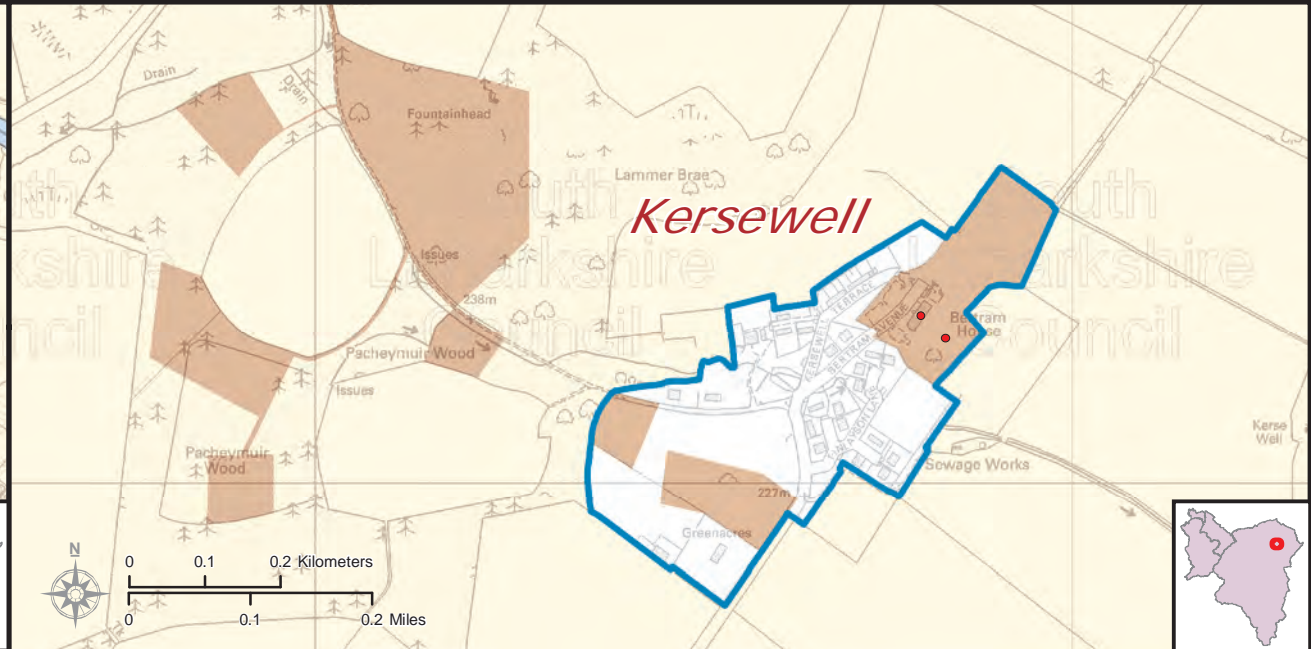 Drain
Drain
Fountainhead
Lammer Brae
Kersewell
South
Lanarkshire
Council
Issues
238m
KERSEWELL TERRACE
BERTRAM AVENUE
Bertram
House
Pacheymuir Wood
Issues
Pacheymuir
Wood
Kerse
Well
Sewage Works
227m
Greenacres
N
0 0.1 0.2 Kilometers
0 0.1 0.2 Miles